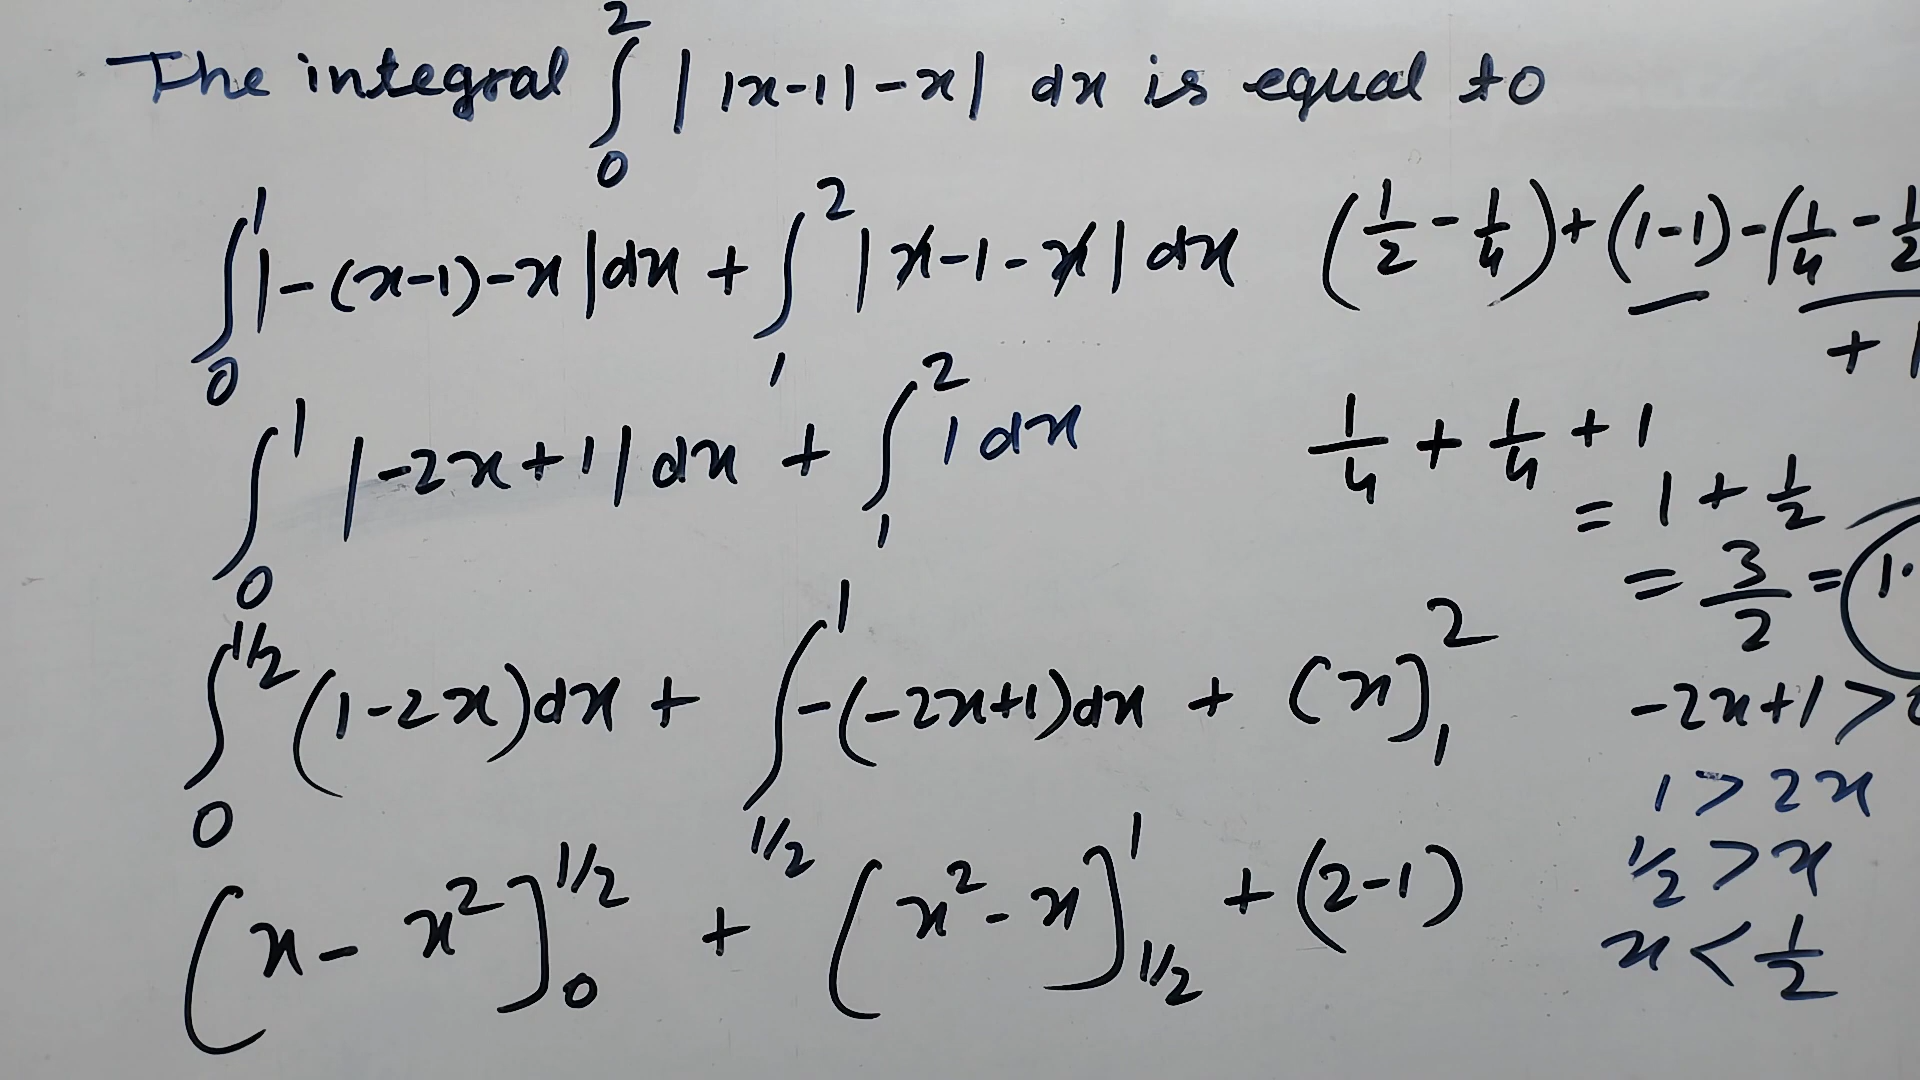 The integral ∫₀² | |x-1| -x| dx is equal to
∫₀¹ |-(x-1)-x| dx + ∫₁² |x-1-x| dx
∫₀¹ |-2x+1| dx + ∫₁² 1 dx
∫₀^1/2 (1-2x)dx + ∫_1/2^1 -(-2x+1)dx + (x]₁²
(x - x²]₀^1/2 + (x²-x]_1/2^1 + (2-1)
(1/2 - 1/4) + (1-1) - (1/4 - 1/2
+ 1
1/4 + 1/4 + 1
= 1 + 1/2
= 3/2 = 1.
-2x+1>0
1 > 2x
1/2 > x
x < 1/2